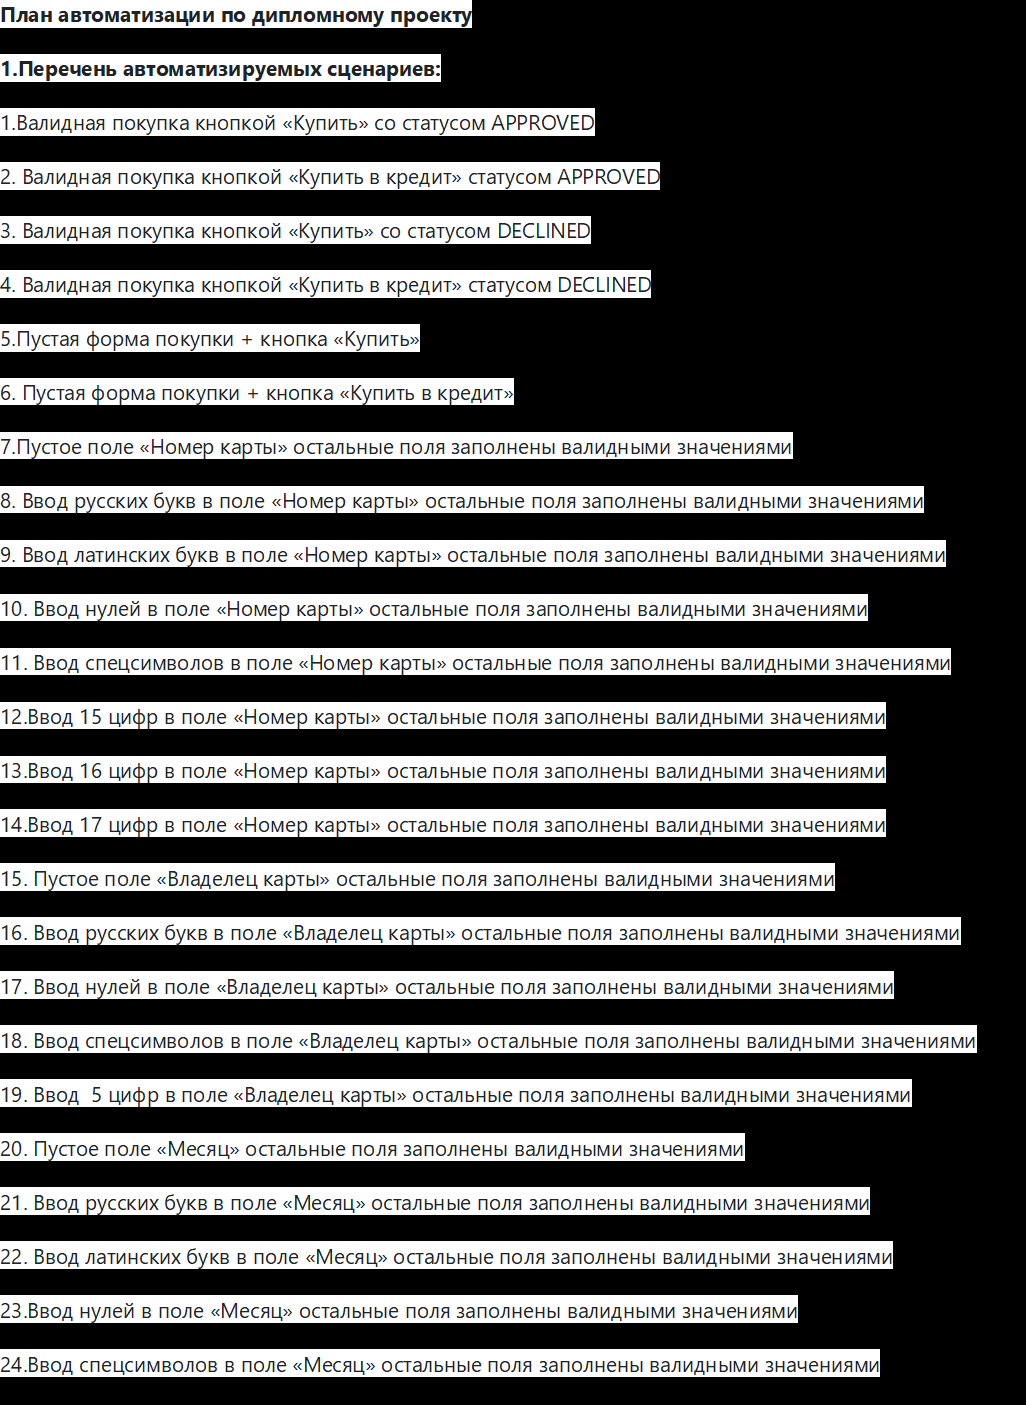 План автоматизации по дипломному проекту
1.Перечень автоматизируемых сценариев:
1.Валидная покупка кнопкой «Купить» со статусом APPROVED
2. Валидная покупка кнопкой «Купить в кредит» статусом APPROVED
3. Валидная покупка кнопкой «Купить» со статусом DECLINED
4. Валидная покупка кнопкой «Купить в кредит» статусом DECLINED
5.Пустая форма покупки + кнопка «Купить»
6. Пустая форма покупки + кнопка «Купить в кредит»
7.Пустое поле «Номер карты» остальные поля заполнены валидными значениями
8. Ввод русских букв в поле «Номер карты» остальные поля заполнены валидными значениями
9. Ввод латинских букв в поле «Номер карты» остальные поля заполнены валидными значениями
10. Ввод нулей в поле «Номер карты» остальные поля заполнены валидными значениями
11. Ввод спецсимволов в поле «Номер карты» остальные поля заполнены валидными значениями
12.Ввод 15 цифр в поле «Номер карты» остальные поля заполнены валидными значениями
13.Ввод 16 цифр в поле «Номер карты» остальные поля заполнены валидными значениями
14.Ввод 17 цифр в поле «Номер карты» остальные поля заполнены валидными значениями
15. Пустое поле «Владелец карты» остальные поля заполнены валидными значениями
16. Ввод русских букв в поле «Владелец карты» остальные поля заполнены валидными значениями
17. Ввод нулей в поле «Владелец карты» остальные поля заполнены валидными значениями
18. Ввод спецсимволов в поле «Владелец карты» остальные поля заполнены валидными значениями
19. Ввод  5 цифр в поле «Владелец карты» остальные поля заполнены валидными значениями
20. Пустое поле «Месяц» остальные поля заполнены валидными значениями
21. Ввод русских букв в поле «Месяц» остальные поля заполнены валидными значениями
22. Ввод латинских букв в поле «Месяц» остальные поля заполнены валидными значениями
23.Ввод нулей в поле «Месяц» остальные поля заполнены валидными значениями
24.Ввод спецсимволов в поле «Месяц» остальные поля заполнены валидными значениями